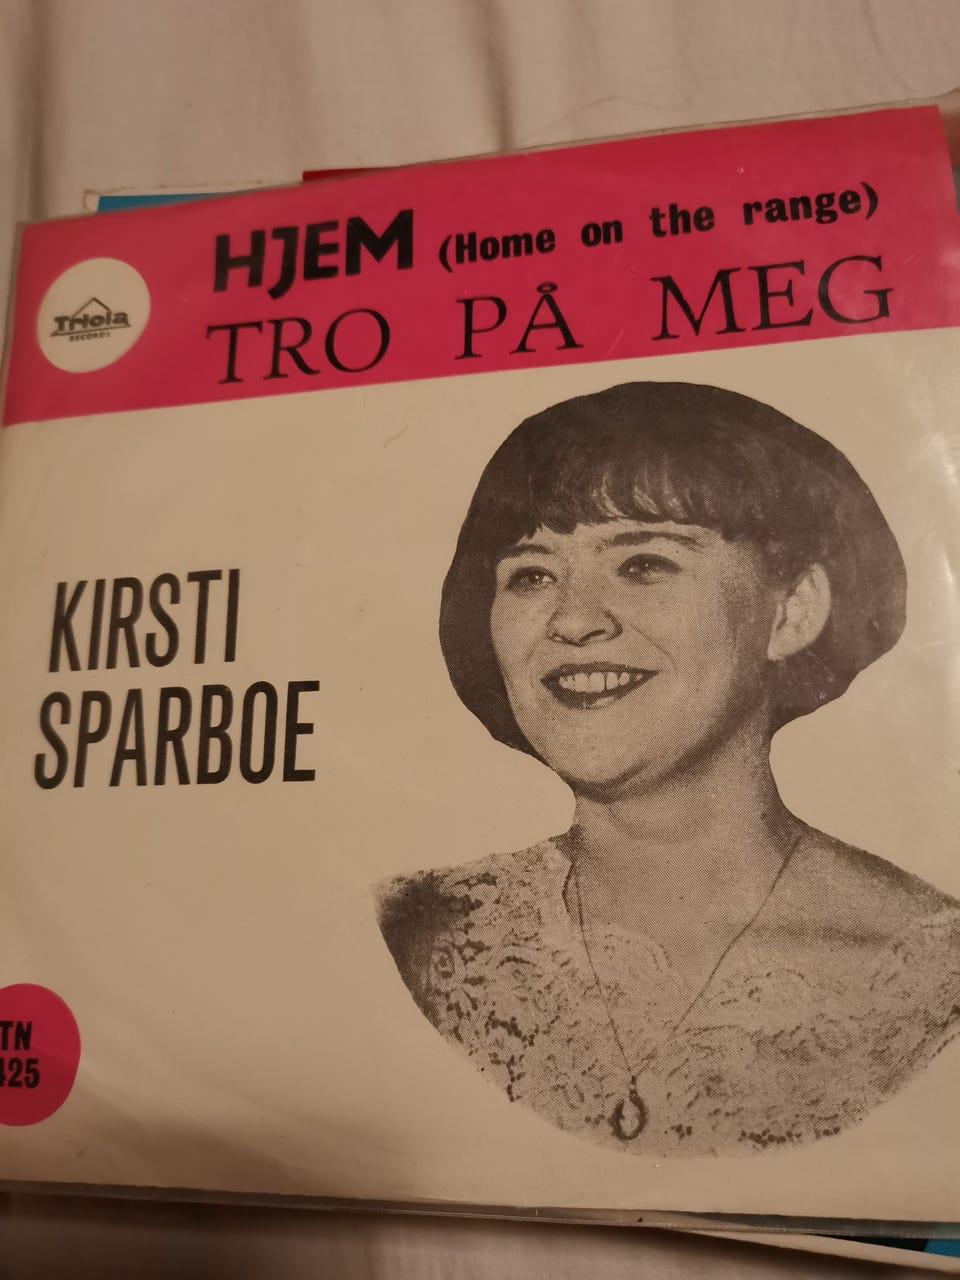 HJEM (Home on the range)
TRO PÅ MEG
Triola
RECORDS
KIRSTI
SPARBOE
TN
425